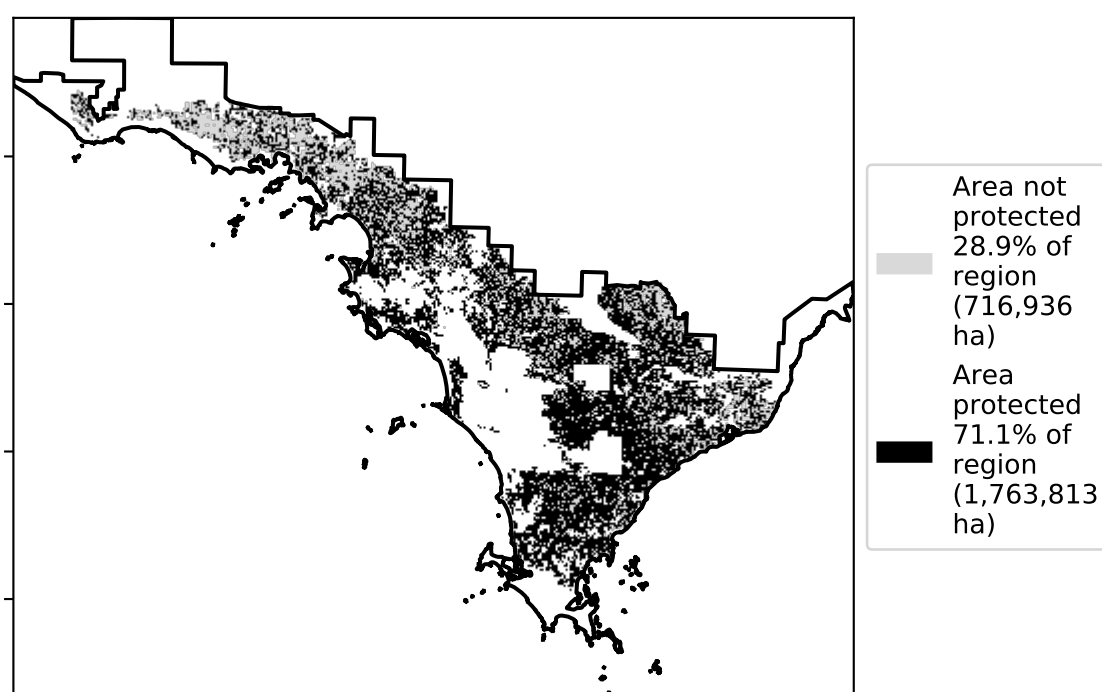 Area not
protected
28.9% of
region
(716,936
ha)
Area
protected
71.1% of
region
(1,763,813
ha)